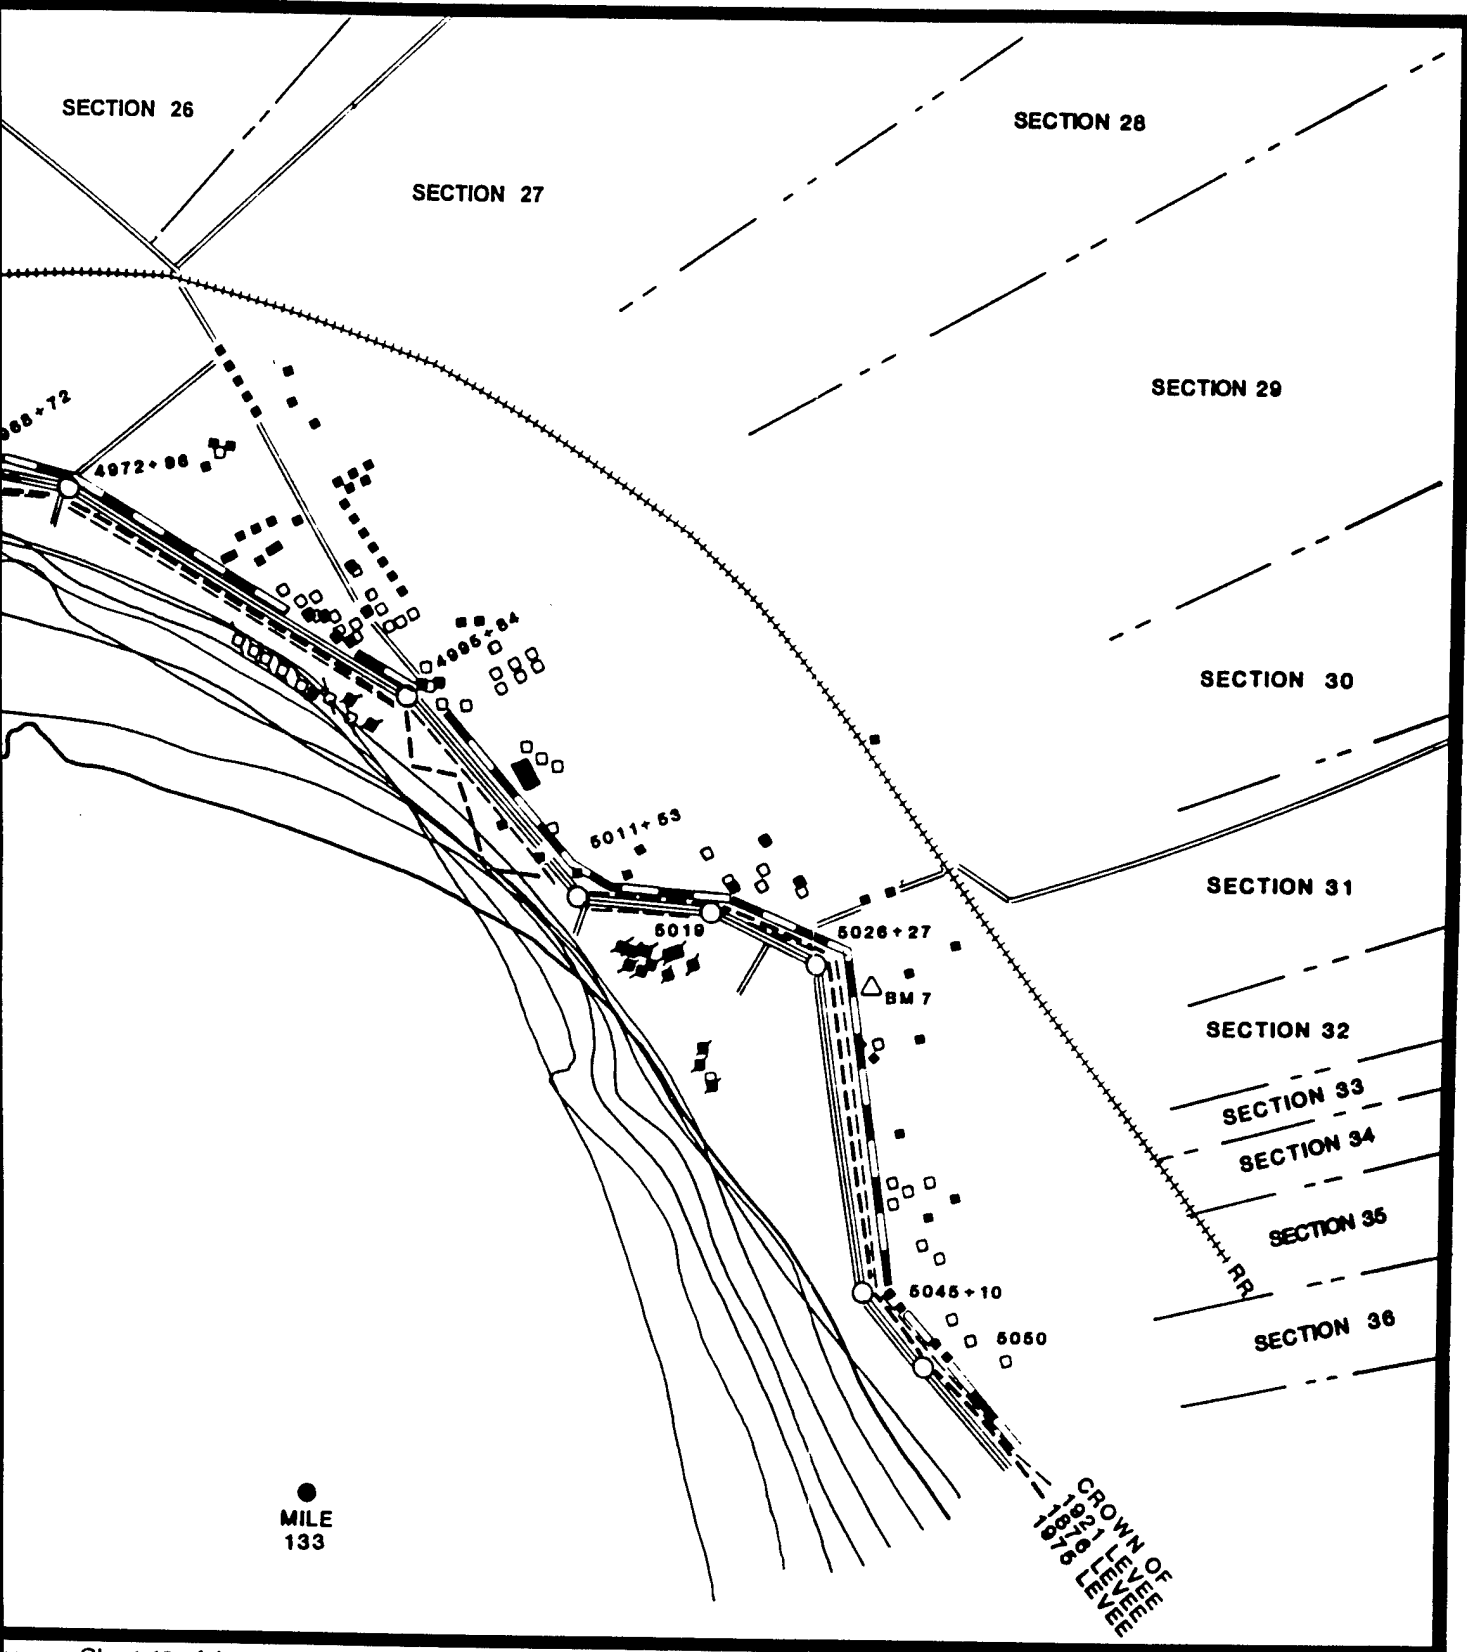 SECTION 26
SECTION 28
SECTION 27
SECTION 29
4972+96
4995+84
SECTION 30
5011+53
SECTION 31
5019
5026+27
BM 7
SECTION 32
SECTION 33
SECTION 34
SECTION 35
RR
5045+10
5050
SECTION 36
MILE
133
CROWN OF
1921 LEVEE
1876 LEVEE
1975 LEVEE